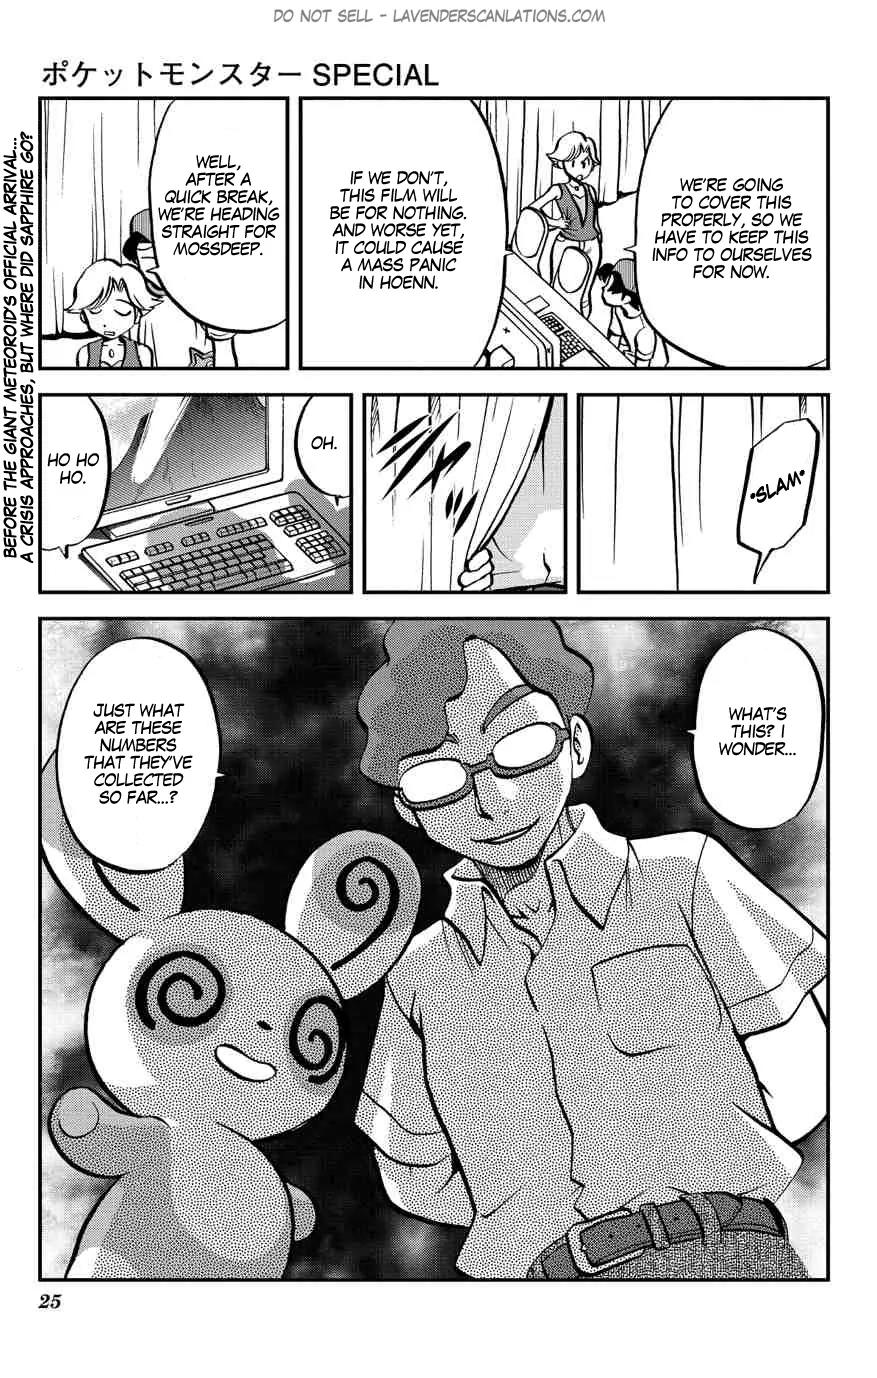 DO NOT SELL - LAVENDERSCANLATIONS.COM
ポケットモンスター SPECIAL
WE'RE GOING
TO COVER THIS
PROPERLY, SO WE
HAVE TO KEEP THIS
INFO TO OURSELVES
FOR NOW.
IF WE DON'T,
THIS FILM WILL
BE FOR NOTHING.
AND WORSE YET,
IT COULD CAUSE
A MASS PANIC
IN HOENN.
WELL,
AFTER A
QUICK BREAK,
WE'RE HEADING
STRAIGHT FOR
MOSSDEEP.
BEFORE THE GIANT METEOROID'S OFFICIAL ARRIVAL...
A CRISIS APPROACHES, BUT WHERE DID SAPPHIRE GO?
*SLAM*
OH.
HO HO
HO.
WHAT'S
THIS? I
WONDER...
JUST WHAT
ARE THESE
NUMBERS
THAT THEY'VE
COLLECTED
SO FAR...?
25